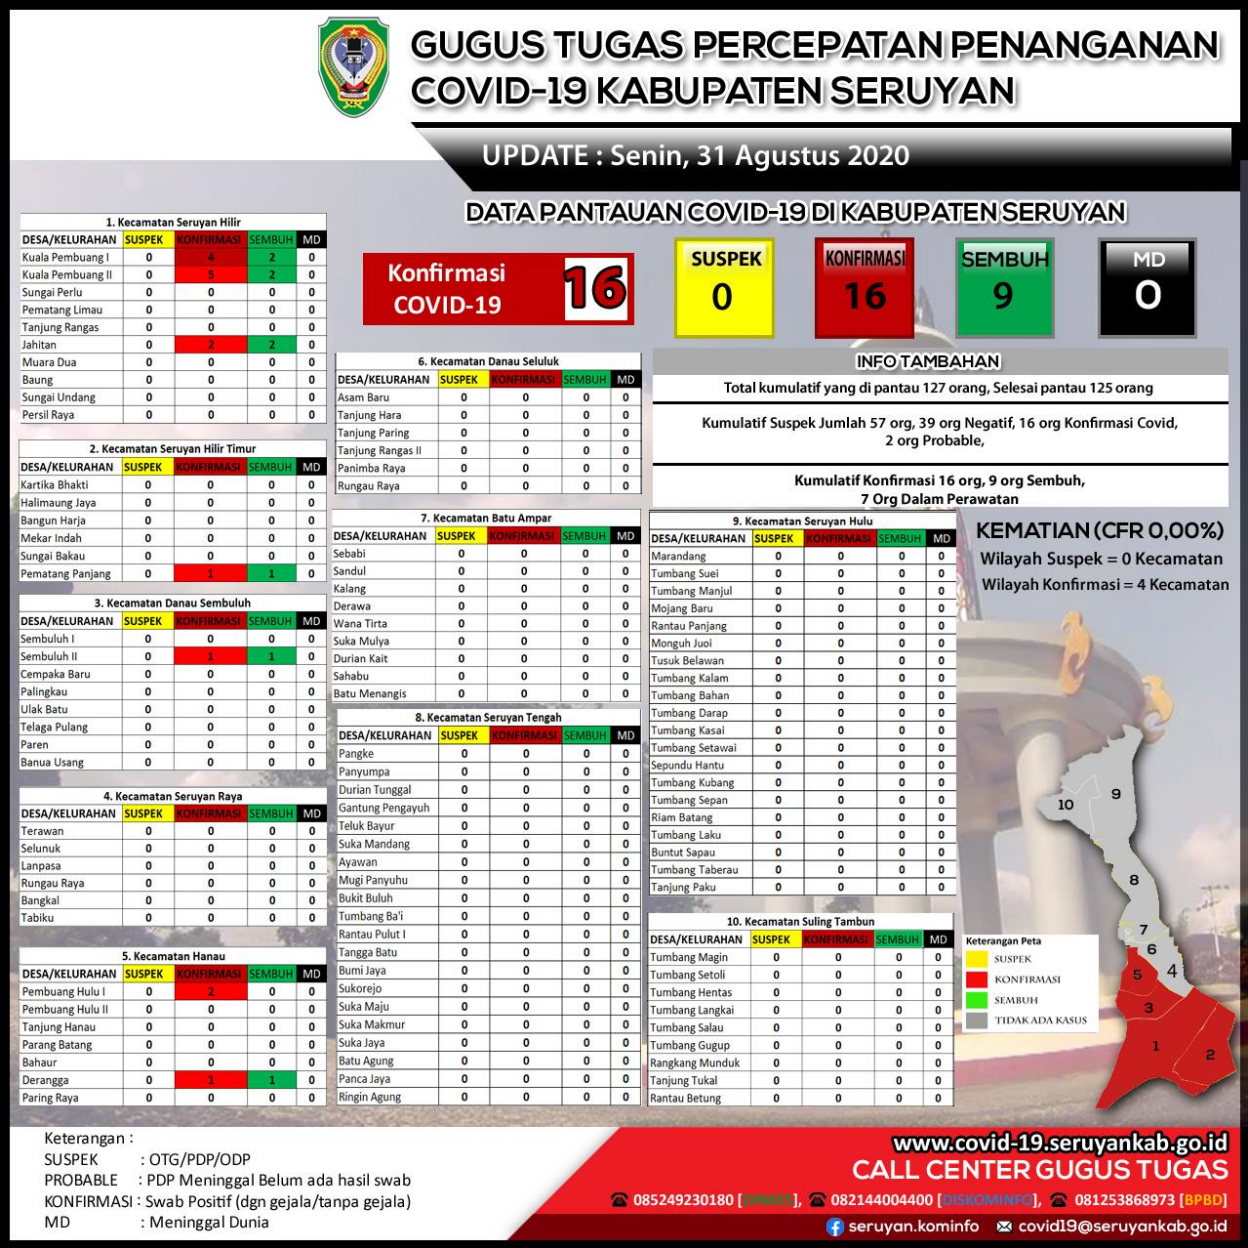 GUGUS TUGAS PERCEPATAN PENANGANAN
COVID-19 KABUPATEN SERUYAN
UPDATE : Senin, 31 Agustus 2020
DATA PANTAUAN COVID-19 DI KABUPATEN SERUYAN
Konfirmasi
COVID-19
16
SUSPEK
0
KONFIRMASI
16
SEMBUH
9
MD
0
INFO TAMBAHAN
Total kumulatif yang di pantau 127 orang, Selesai pantau 125 orang
Kumulatif Suspek Jumlah 57 org, 39 org Negatif, 16 org Konfirmasi Covid,
2 org Probable,
Kumulatif Konfirmasi 16 org, 9 org Sembuh,
7 Org Dalam Perawatan
KEMATIAN (CFR 0,00%)
Wilayah Suspek = 0 Kecamatan
Wilayah Konfirmasi = 4 Kecamatan
1. Kecamatan Seruyan Hilir
DESA/KELURAHAN SUSPEK KONFIRMASI SEMBUH MD
Kuala Pembuang I 0 4 2 0
Kuala Pembuang II 0 5 2 0
Sungai Perlu 0 0 0 0
Pematang Limau 0 0 0 0
Tanjung Rangas 0 0 0 0
Jahitan 0 2 2 0
Muara Dua 0 0 0 0
Baung 0 0 0 0
Sungai Undang 0 0 0 0
Persil Raya 0 0 0 0
2. Kecamatan Seruyan Hilir Timur
DESA/KELURAHAN SUSPEK KONFIRMASI SEMBUH MD
Kartika Bhakti 0 0 0 0
Halimaung Jaya 0 0 0 0
Bangun Harja 0 0 0 0
Mekar Indah 0 0 0 0
Sungai Bakau 0 0 0 0
Pematang Panjang 0 1 1 0
3. Kecamatan Danau Sembuluh
DESA/KELURAHAN SUSPEK KONFIRMASI SEMBUH MD
Sembuluh I 0 0 0 0
Sembuluh II 0 1 1 0
Cempaka Baru 0 0 0 0
Palingkau 0 0 0 0
Ulak Batu 0 0 0 0
Telaga Pulang 0 0 0 0
Paren 0 0 0 0
Banua Usang 0 0 0 0
4. Kecamatan Seruyan Raya
DESA/KELURAHAN SUSPEK KONFIRMASI SEMBUH MD
Terawan 0 0 0 0
Selunuk 0 0 0 0
Lanpasa 0 0 0 0
Rungau Raya 0 0 0 0
Bangkal 0 0 0 0
Tabiku 0 0 0 0
5. Kecamatan Hanau
DESA/KELURAHAN SUSPEK KONFIRMASI SEMBUH MD
Pembuang Hulu I 0 2 0 0
Pembuang Hulu II 0 0 0 0
Tanjung Hanau 0 0 0 0
Parang Batang 0 0 0 0
Bahaur 0 0 0 0
Derangga 0 1 1 0
Paring Raya 0 0 0 0
6. Kecamatan Danau Seluluk
DESA/KELURAHAN SUSPEK KONFIRMASI SEMBUH MD
Asam Baru 0 0 0 0
Tanjung Hara 0 0 0 0
Tanjung Paring 0 0 0 0
Tanjung Rangas II 0 0 0 0
Panimba Raya 0 0 0 0
Rungau Raya 0 0 0 0
7. Kecamatan Batu Ampar
DESA/KELURAHAN SUSPEK KONFIRMASI SEMBUH MD
Sebabi 0 0 0 0
Sandul 0 0 0 0
Kalang 0 0 0 0
Derawa 0 0 0 0
Wana Tirta 0 0 0 0
Suka Mulya 0 0 0 0
Durian Kait 0 0 0 0
Sahabu 0 0 0 0
Batu Menangis 0 0 0 0
8. Kecamatan Seruyan Tengah
DESA/KELURAHAN SUSPEK KONFIRMASI SEMBUH MD
Pangke 0 0 0 0
Panyumpa 0 0 0 0
Durian Tunggal 0 0 0 0
Gantung Pengayuh 0 0 0 0
Teluk Bayur 0 0 0 0
Suka Mandang 0 0 0 0
Ayawan 0 0 0 0
Mugi Panyuhu 0 0 0 0
Bukit Buluh 0 0 0 0
Tumbang Ba'i 0 0 0 0
Rantau Pulut I 0 0 0 0
Tangga Batu 0 0 0 0
Bumi Jaya 0 0 0 0
Sukorejo 0 0 0 0
Suka Maju 0 0 0 0
Suka Makmur 0 0 0 0
Suka Jaya 0 0 0 0
Batu Agung 0 0 0 0
Panca Jaya 0 0 0 0
Ringin Agung 0 0 0 0
9. Kecamatan Seruyan Hulu
DESA/KELURAHAN SUSPEK KONFIRMASI SEMBUH MD
Marandang 0 0 0 0
Tumbang Suei 0 0 0 0
Tumbang Manjul 0 0 0 0
Mojang Baru 0 0 0 0
Rantau Panjang 0 0 0 0
Monguh Juoi 0 0 0 0
Tusuk Belawan 0 0 0 0
Tumbang Kalam 0 0 0 0
Tumbang Bahan 0 0 0 0
Tumbang Darap 0 0 0 0
Tumbang Kasai 0 0 0 0
Tumbang Setawai 0 0 0 0
Sepundu Hantu 0 0 0 0
Tumbang Kubang 0 0 0 0
Tumbang Sepan 0 0 0 0
Riam Batang 0 0 0 0
Tumbang Laku 0 0 0 0
Buntut Sapau 0 0 0 0
Tumbang Taberau 0 0 0 0
Tanjung Paku 0 0 0 0
10. Kecamatan Suling Tambun
DESA/KELURAHAN SUSPEK KONFIRMASI SEMBUH MD
Tumbang Magin 0 0 0 0
Tumbang Setoli 0 0 0 0
Tumbang Hentas 0 0 0 0
Tumbang Langkai 0 0 0 0
Tumbang Salau 0 0 0 0
Tumbang Gugup 0 0 0 0
Rangkang Munduk 0 0 0 0
Tanjung Tukal 0 0 0 0
Rantau Betung 0 0 0 0
10
9
8
7
6
5
4
3
1
2
Keterangan Peta
SUSPEK
KONFIRMASI
SEMBUH
TIDAK ADA KASUS
Keterangan :
SUSPEK : OTG/PDP/ODP
PROBABLE : PDP Meninggal Belum ada hasil swab
KONFIRMASI : Swab Positif (dgn gejala/tanpa gejala)
MD : Meninggal Dunia
www.covid-19.seruyankab.go.id
CALL CENTER GUGUS TUGAS
085249230180 [DINKES], 082144004400 [DISKOMINFO], 081253868973 [BPBD]
seruyan.kominfo covid19@seruyankab.go.id